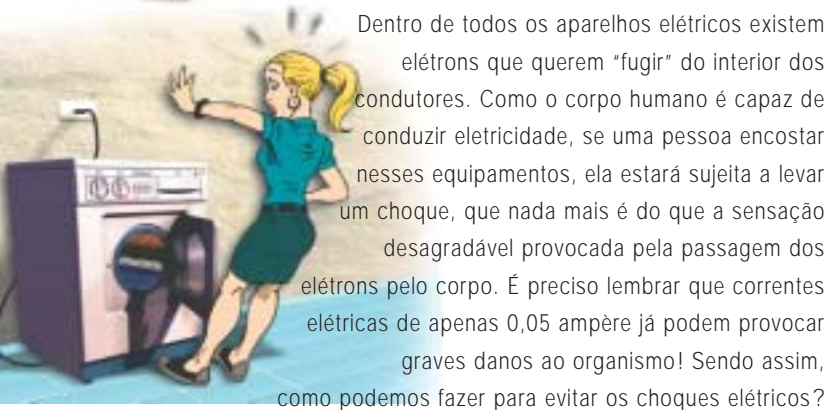 Dentro de todos os aparelhos elétricos existem
elétrons que querem “fugir” do interior dos
condutores. Como o corpo humano é capaz de
conduzir eletricidade, se uma pessoa encostar
nesses equipamentos, ela estará sujeita a levar
um choque, que nada mais é do que a sensação
desagradável provocada pela passagem dos
elétrons pelo corpo. É preciso lembrar que correntes
elétricas de apenas 0,05 ampère já podem provocar
graves danos ao organismo! Sendo assim,
como podemos fazer para evitar os choques elétricos?